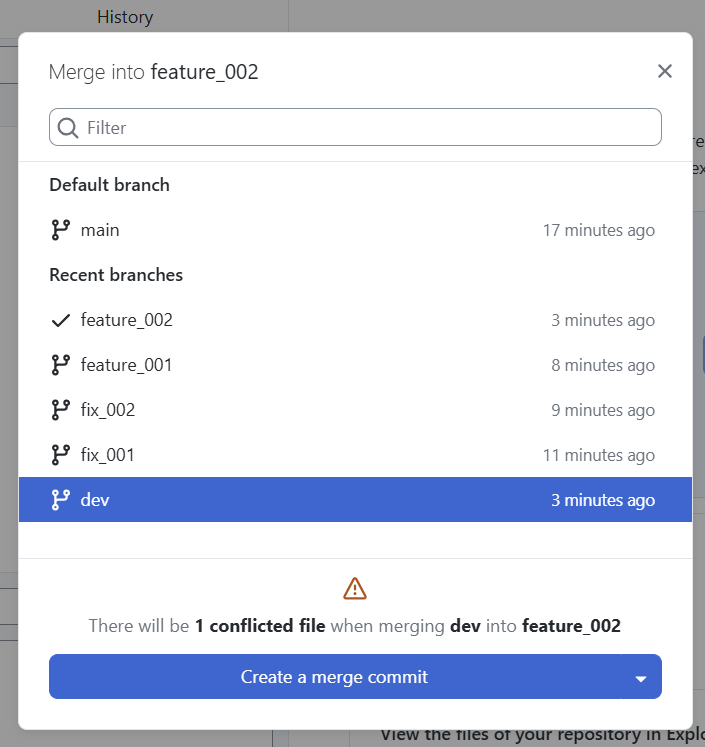 History
Merge into feature_002
Filter
Default branch
main 17 minutes ago
Recent branches
feature_002 3 minutes ago
feature_001 8 minutes ago
fix_002 9 minutes ago
fix_001 11 minutes ago
dev 3 minutes ago
There will be 1 conflicted file when merging dev into feature_002
Create a merge commit
View the files of your repository in Explo